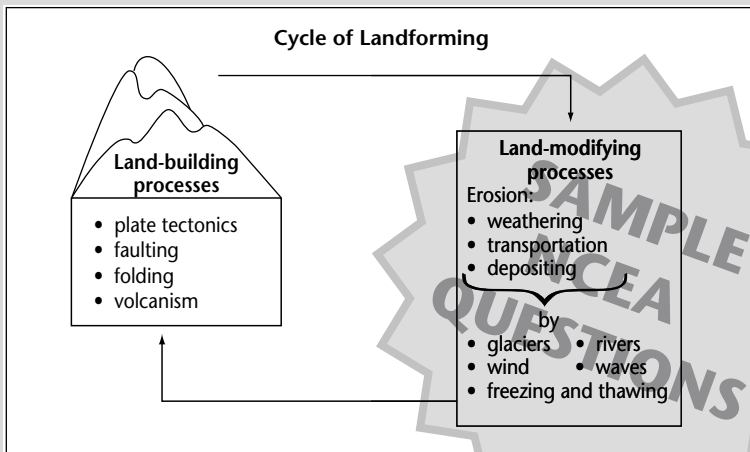 Cycle of Landforming
Land-building
processes
• plate tectonics
• faulting
• folding
• volcanism
Land-modifying
processes
Erosion:
• weathering
• transportation
• depositing
by
• glaciers • rivers
• wind • waves
• freezing and thawing
SAMPLE
NCEA
QUESTIONS